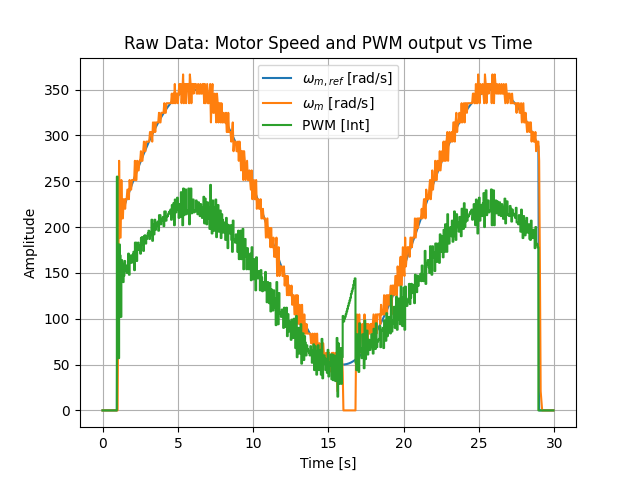 Raw Data: Motor Speed and PWM output vs Time
ω_{m, ref} [rad/s]
ω_m [rad/s]
PWM [Int]
Amplitude
350
300
250
200
150
100
50
0
0 5 10 15 20 25 30
Time [s]